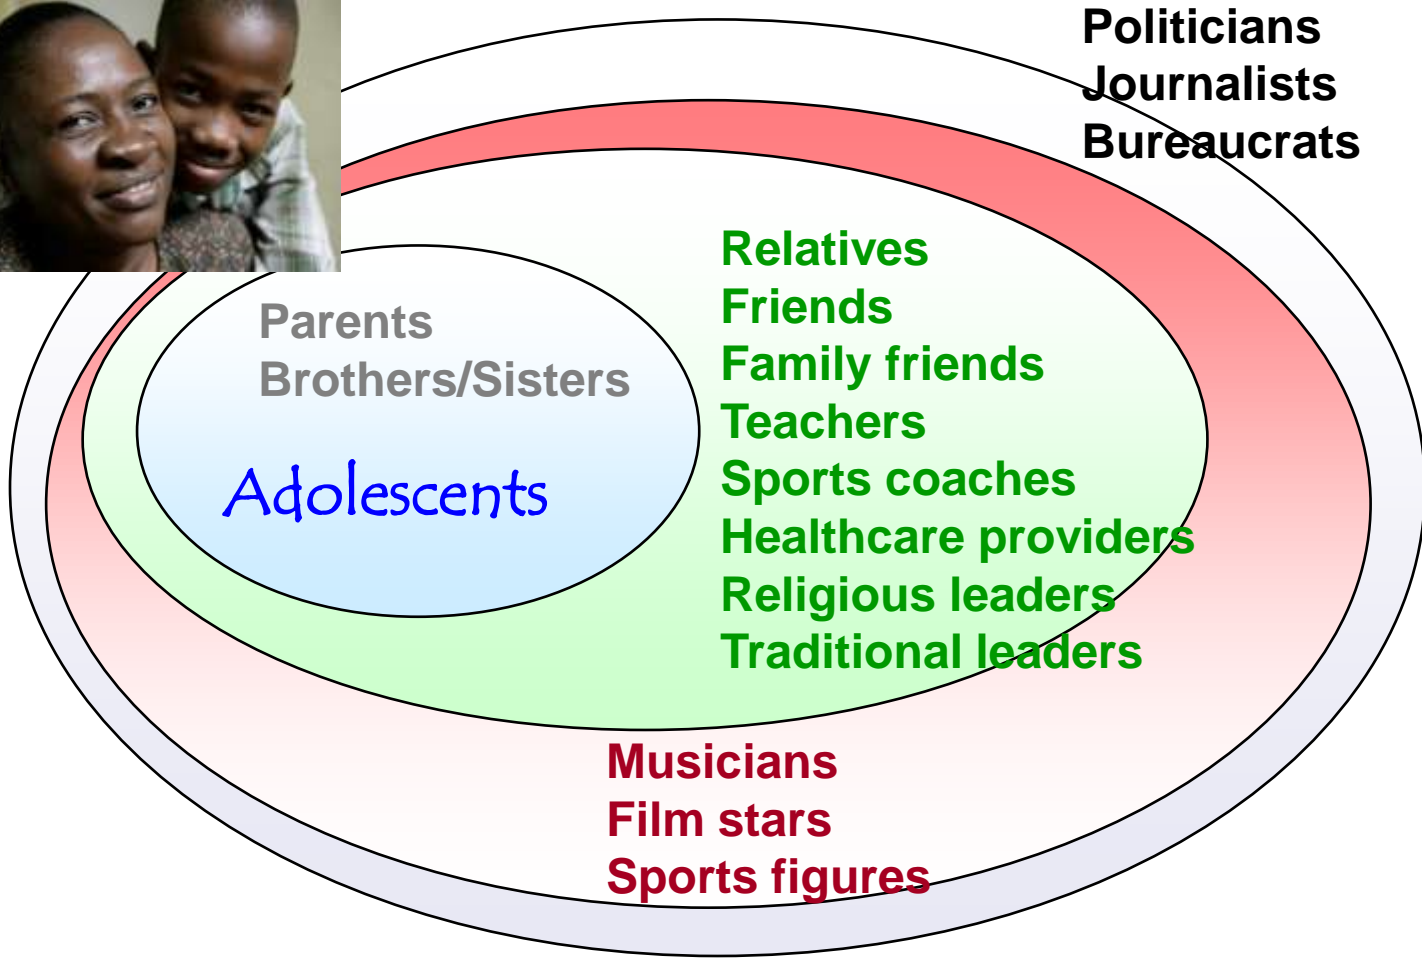 Politicians
Journalists
Bureaucrats
Relatives
Friends
Family friends
Teachers
Sports coaches
Healthcare providers
Religious leaders
Traditional leaders
Parents
Brothers/Sisters
Adolescents
Musicians
Film stars
Sports figures